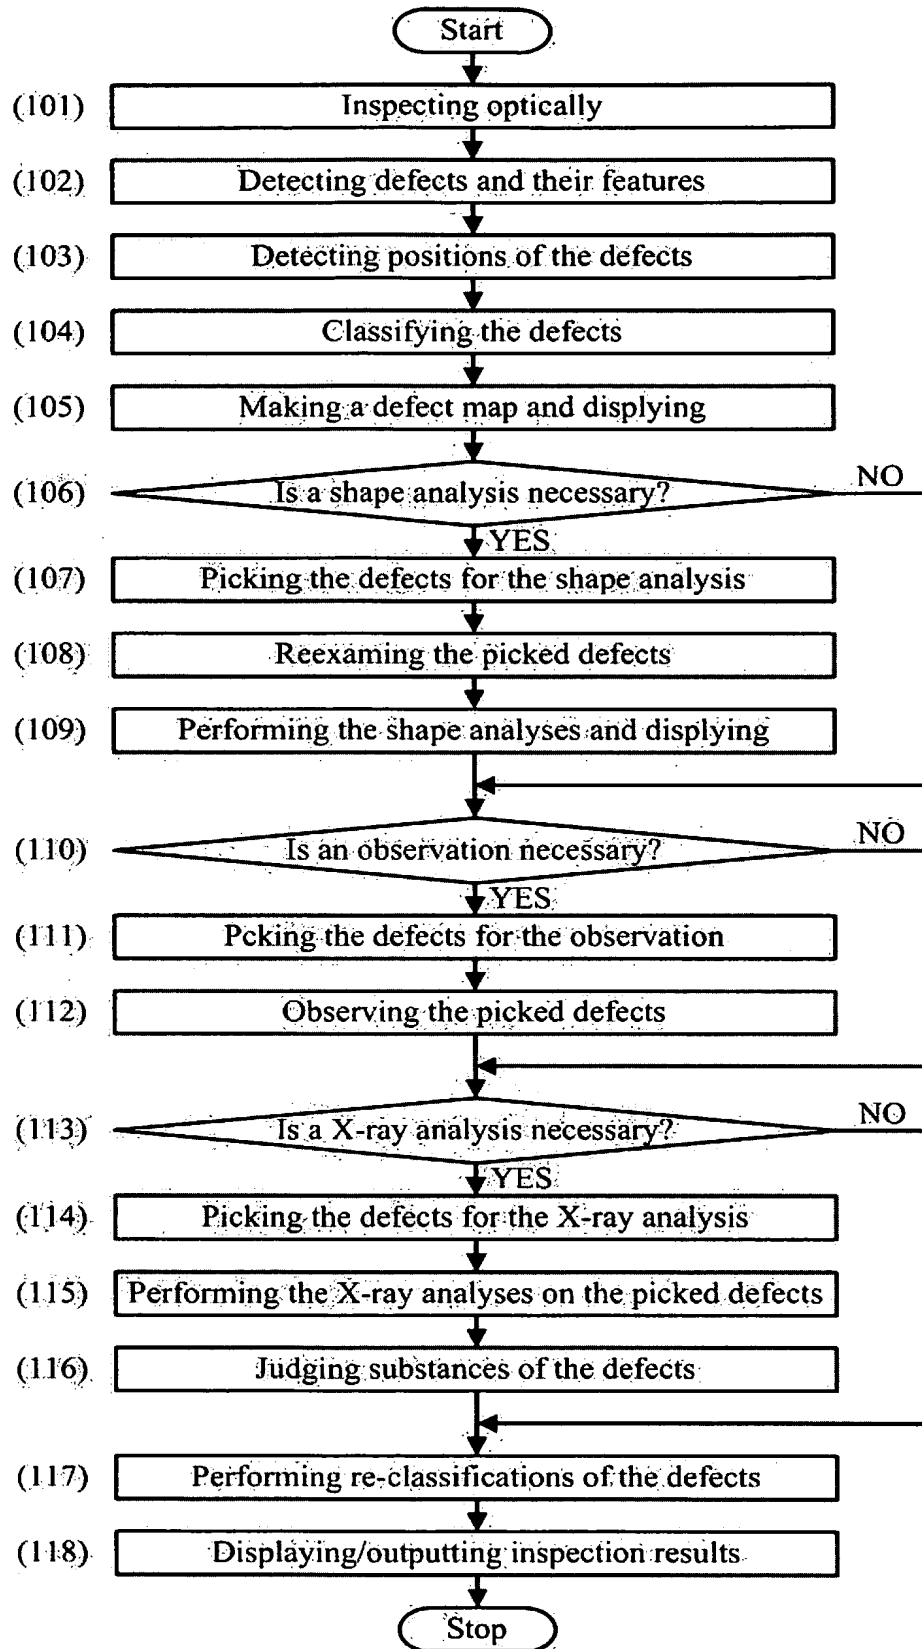 Start
(101) Inspecting optically
(102) Detecting defects and their features
(103) Detecting positions of the defects
(104) Classifying the defects
(105) Making a defect map and displying
(106) Is a shape analysis necessary? NO
YES
(107) Picking the defects for the shape analysis
(108) Reexaming the picked defects
(109) Performing the shape analyses and displying
(110) Is an observation necessary? NO
YES
(111) Pcking the defects for the observation
(112) Observing the picked defects
(113) Is a X-ray analysis necessary? NO
YES
(114) Picking the defects for the X-ray analysis
(115) Performing the X-ray analyses on the picked defects
(116) Judging substances of the defects
(117) Performing re-classifications of the defects
(118) Displaying/outputting inspection results
Stop